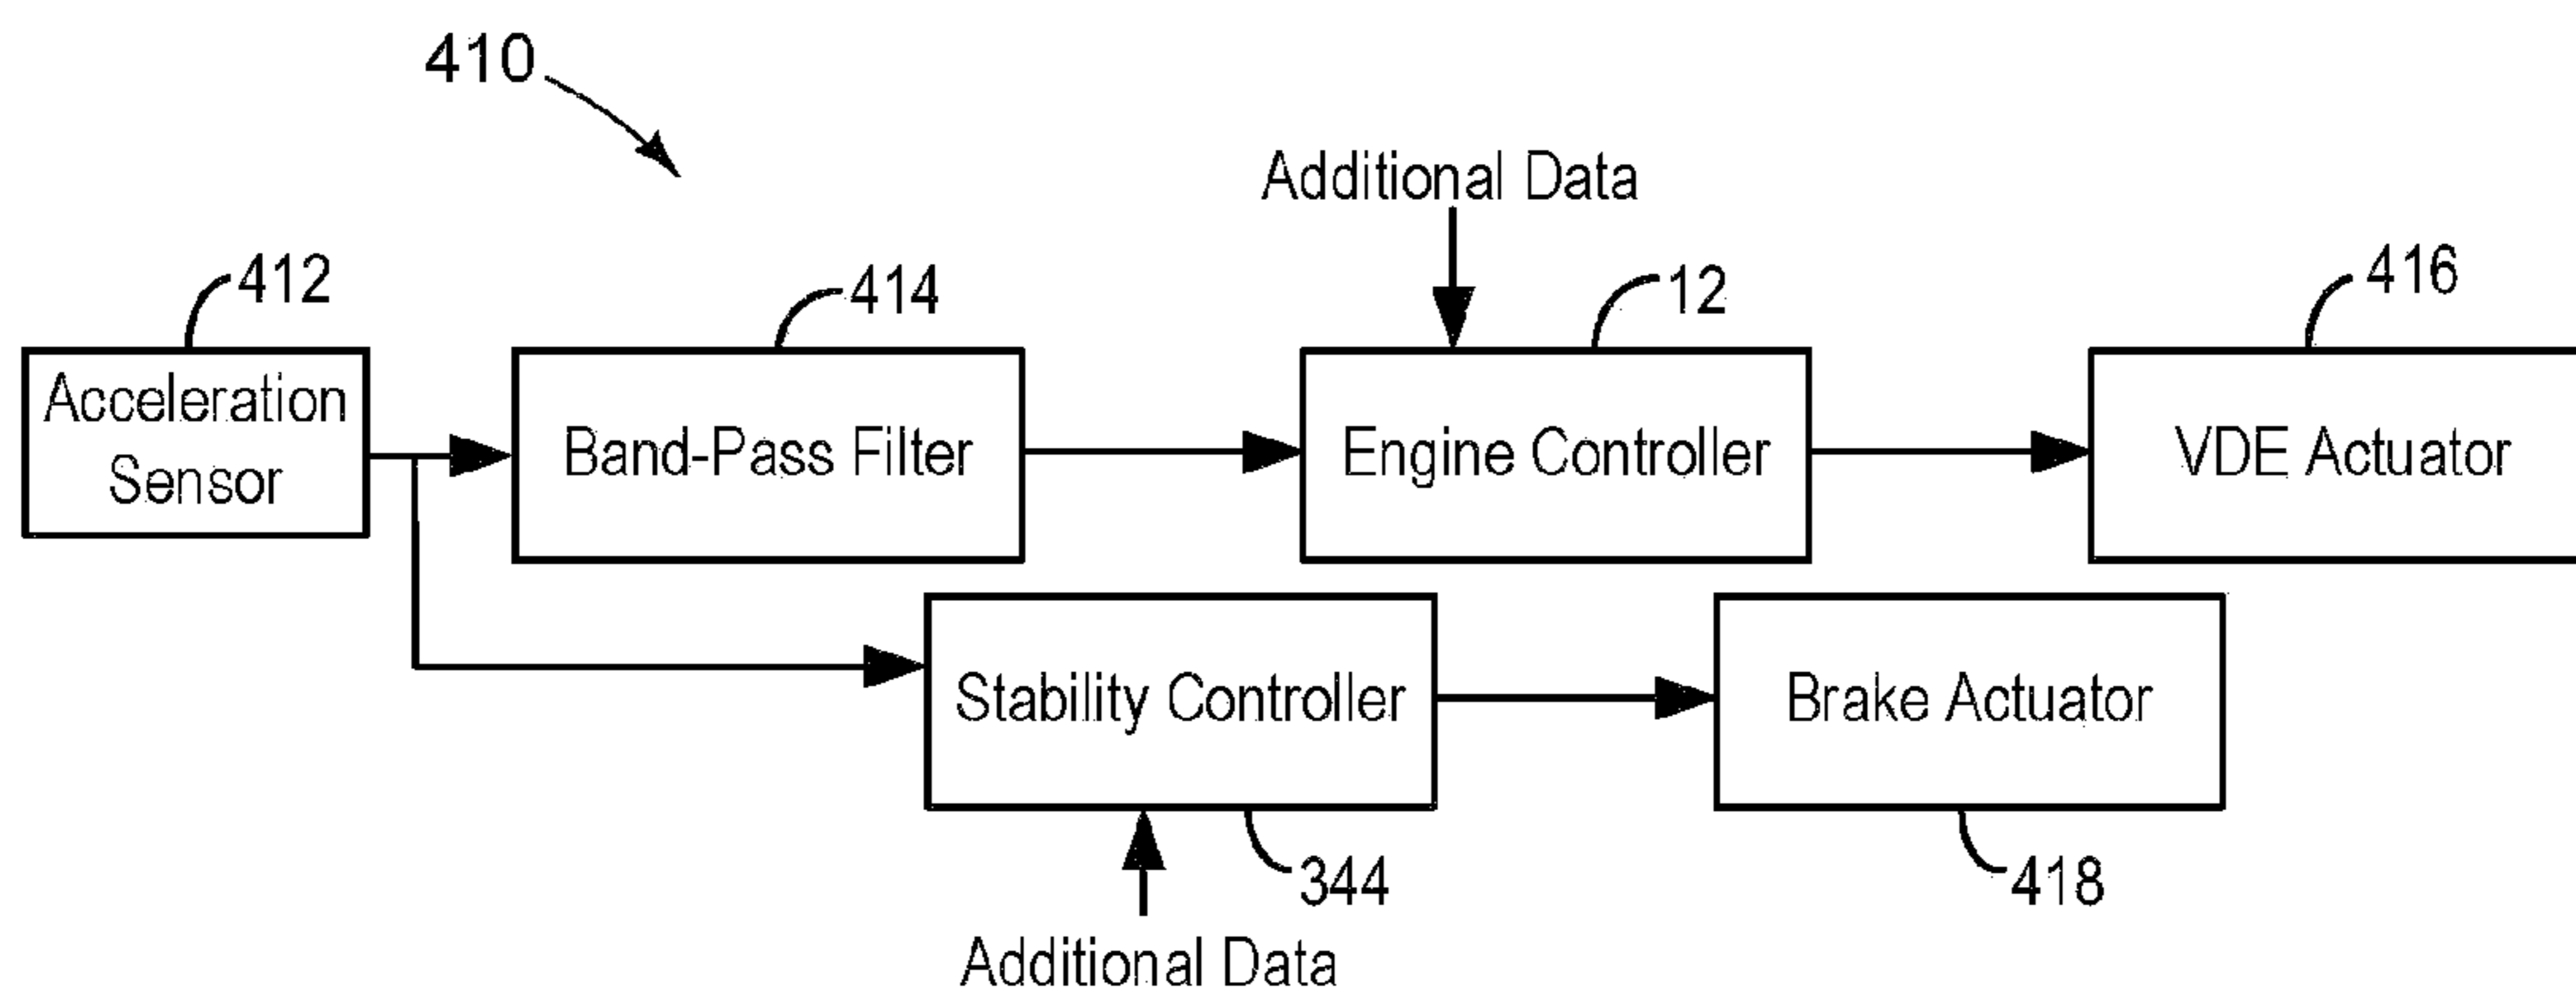 410
Additional Data
412
414
12
416
Acceleration
Sensor
Band-Pass Filter
Engine Controller
VDE Actuator
Stability Controller
Brake Actuator
344
418
Additional Data